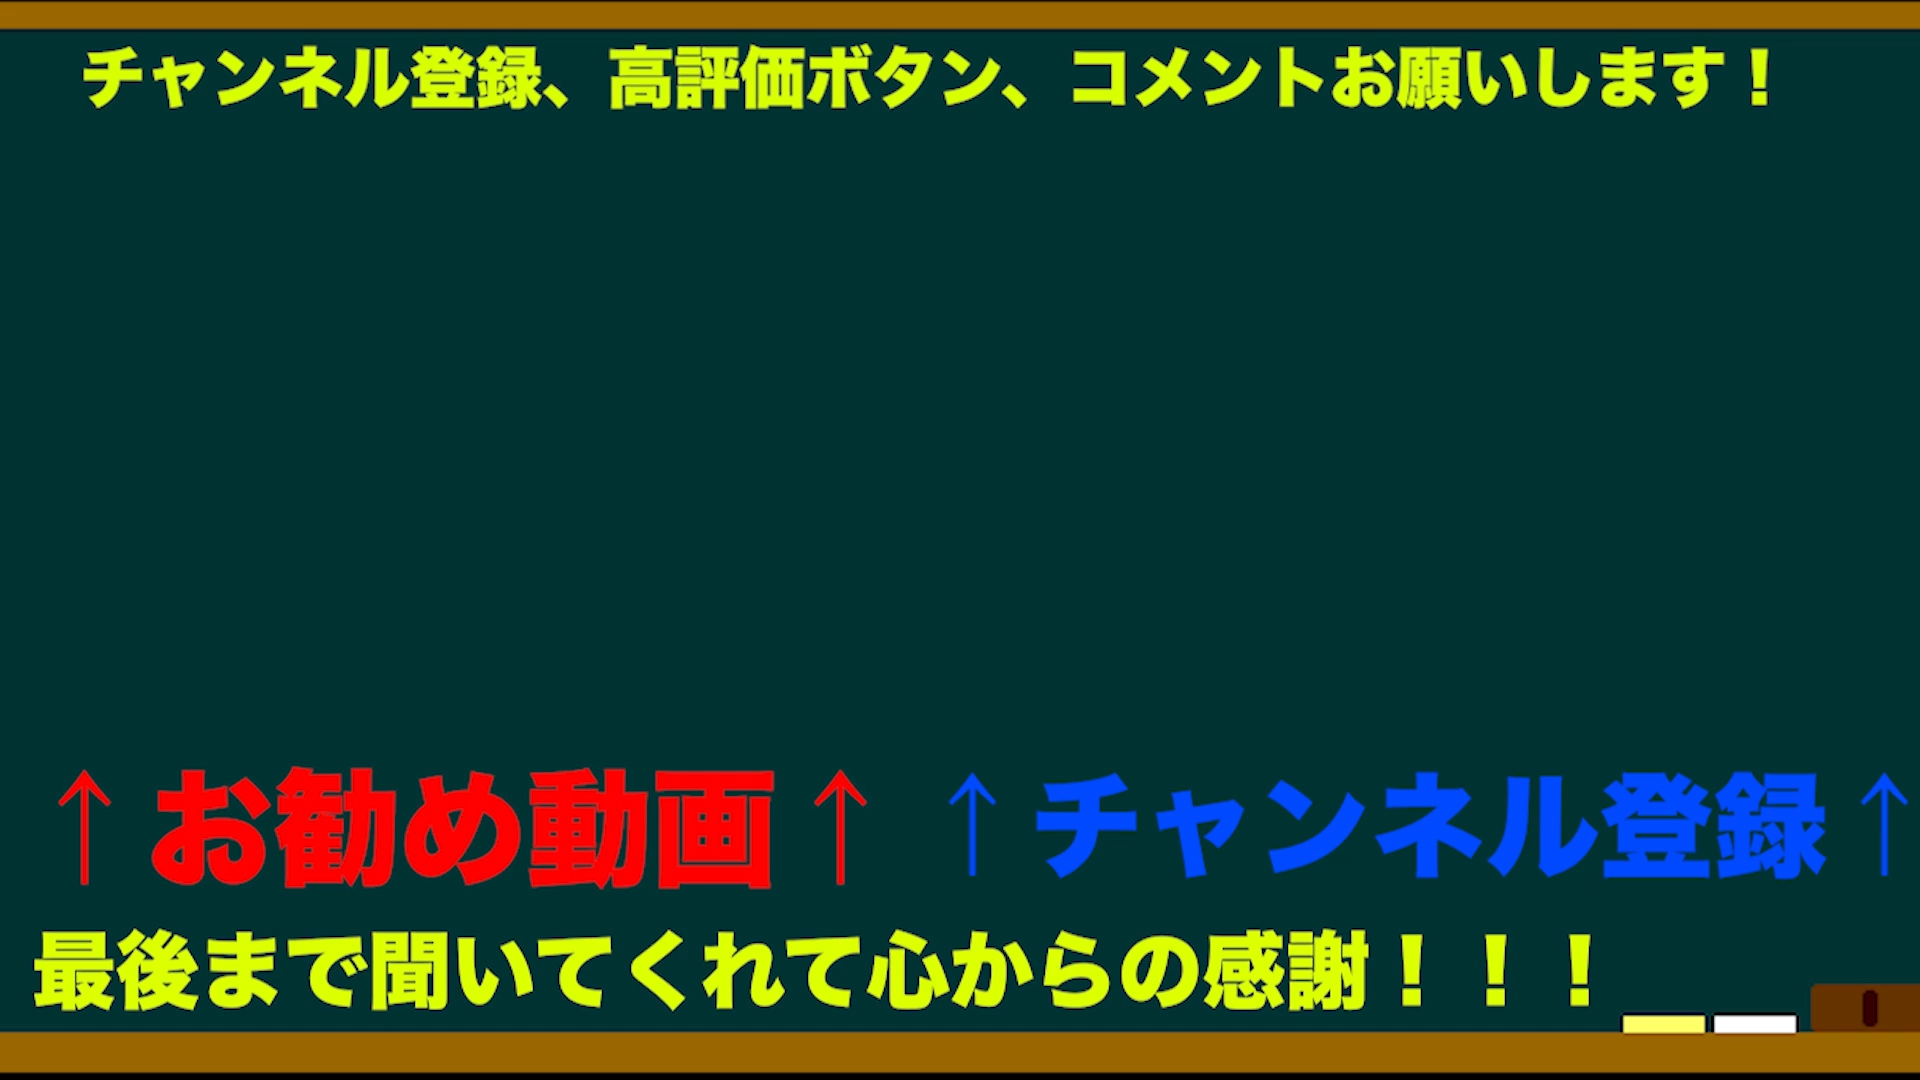 チャンネル登録、高評価ボタン、コメントお願いします！
↑お勧め動画↑
↑チャンネル登録↑
最後まで聞いてくれて心からの感謝！！！